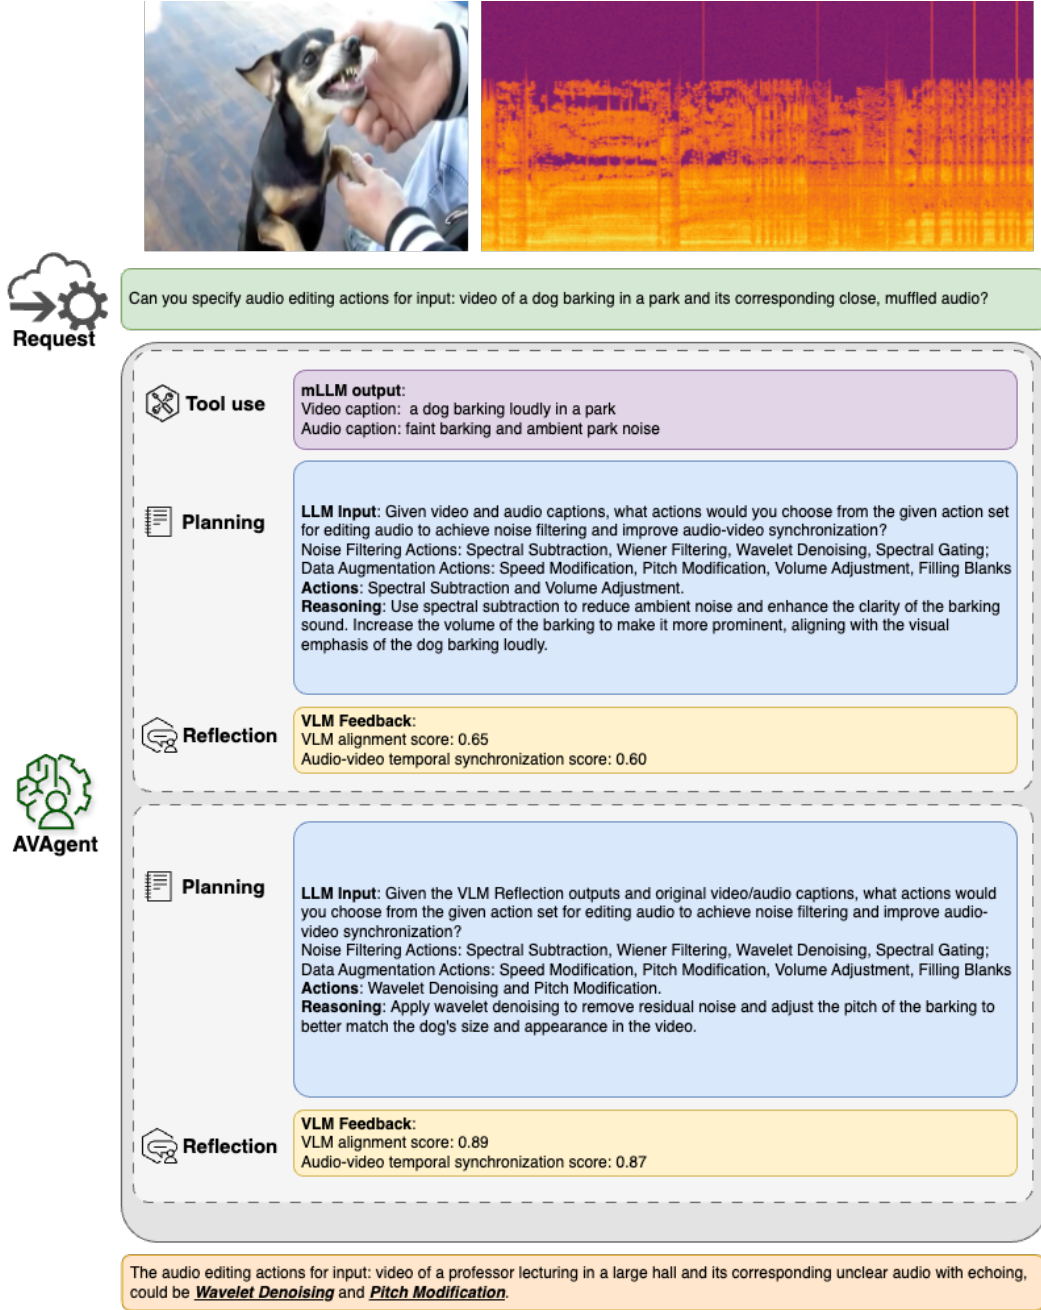 Request
Can you specify audio editing actions for input: video of a dog barking in a park and its corresponding close, muffled audio?
Tool use
mLLM output:
Video caption: a dog barking loudly in a park
Audio caption: faint barking and ambient park noise
Planning
LLM Input: Given video and audio captions, what actions would you choose from the given action set
for editing audio to achieve noise filtering and improve audio-video synchronization?
Noise Filtering Actions: Spectral Subtraction, Wiener Filtering, Wavelet Denoising, Spectral Gating;
Data Augmentation Actions: Speed Modification, Pitch Modification, Volume Adjustment, Filling Blanks
Actions: Spectral Subtraction and Volume Adjustment.
Reasoning: Use spectral subtraction to reduce ambient noise and enhance the clarity of the barking
sound. Increase the volume of the barking to make it more prominent, aligning with the visual
emphasis of the dog barking loudly.
Reflection
VLM Feedback:
VLM alignment score: 0.65
Audio-video temporal synchronization score: 0.60
AVAgent
Planning
LLM Input: Given the VLM Reflection outputs and original video/audio captions, what actions would
you choose from the given action set for editing audio to achieve noise filtering and improve audio-
video synchronization?
Noise Filtering Actions: Spectral Subtraction, Wiener Filtering, Wavelet Denoising, Spectral Gating;
Data Augmentation Actions: Speed Modification, Pitch Modification, Volume Adjustment, Filling Blanks
Actions: Wavelet Denoising and Pitch Modification.
Reasoning: Apply wavelet denoising to remove residual noise and adjust the pitch of the barking to
better match the dog's size and appearance in the video.
Reflection
VLM Feedback:
VLM alignment score: 0.89
Audio-video temporal synchronization score: 0.87
The audio editing actions for input: video of a professor lecturing in a large hall and its corresponding unclear audio with echoing,
could be Wavelet Denoising and Pitch Modification.